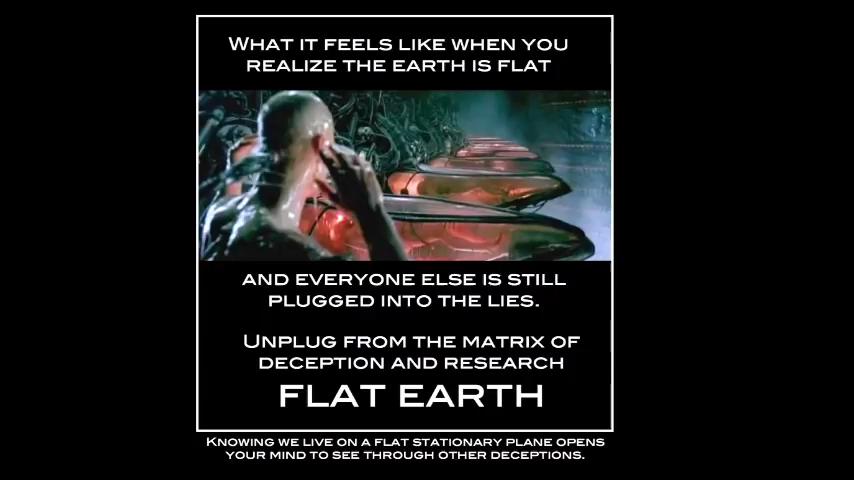 What it feels like when you
realize the earth is flat
and everyone else is still
plugged into the lies.
Unplug from the matrix of
deception and research
FLAT EARTH
Knowing we live on a flat stationary plane opens
your mind to see through other deceptions.